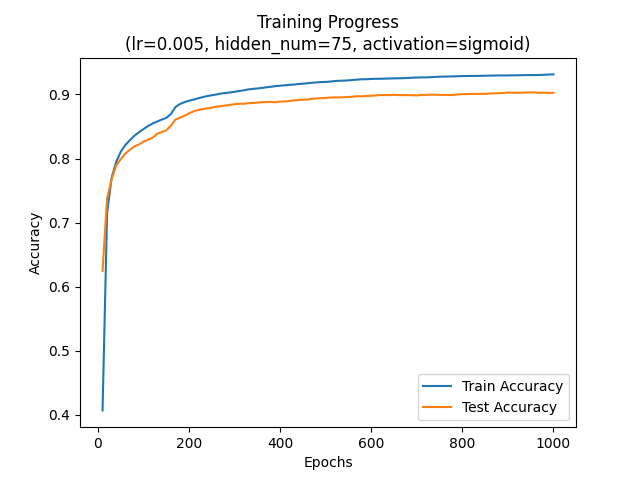 Training Progress
(lr=0.005, hidden_num=75, activation=sigmoid)
Accuracy
0.9
0.8
0.7
0.6
0.5
0.4
0
200
400
600
800
1000
Epochs
Train Accuracy
Test Accuracy